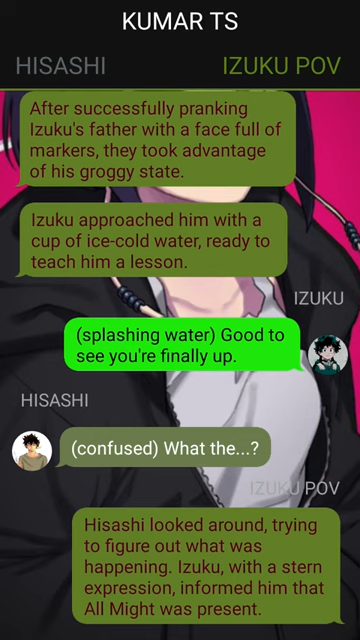 KUMAR TS
HISASHI IZUKU POV
After successfully pranking
Izuku's father with a face full of
markers, they took advantage
of his groggy state.
Izuku approached him with a
cup of ice-cold water, ready to
teach him a lesson.
IZUKU
(splashing water) Good to
see you're finally up.
HISASHI
(confused) What the...?
IZUKU POV
Hisashi looked around, trying
to figure out what was
happening. Izuku, with a stern
expression, informed him that
All Might was present.